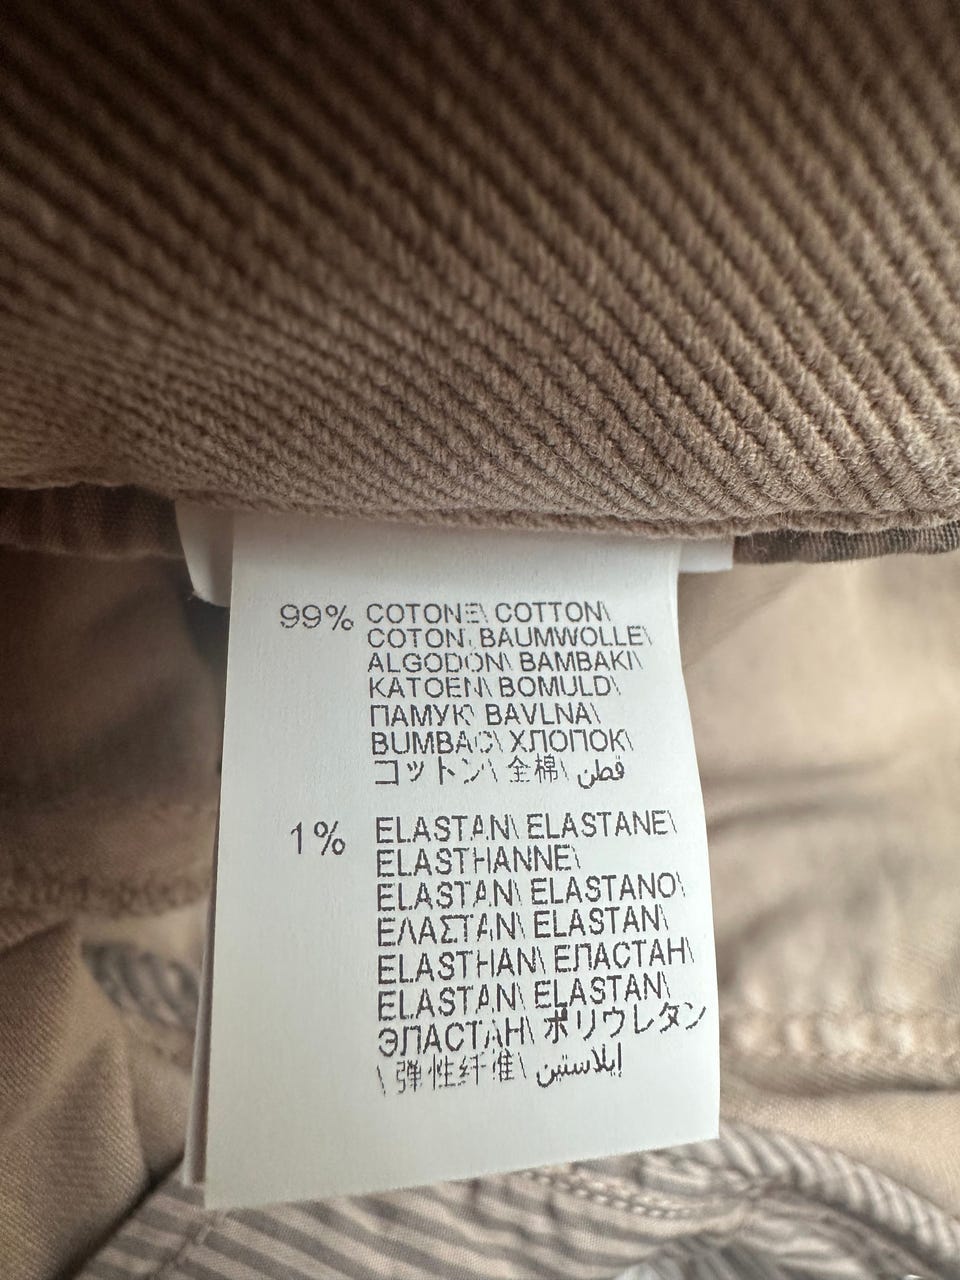 99% COTONE\ COTTON\
COTON\ BAUMWOLLE\
ALGODON\ BAMBAKI\
KATOEN\ BOMULD\
ПАМУК\ BAVLNA\
BUMBAC\ ХЛОПОК\
コットン\ 全棉\ قطن
1% ELASTAN\ ELASTANE\
ELASTHANNE\
ELASTAN\ ELASTANO\
ΕΛΑΣΤΑΝ\ ELASTAN\
ELASTHAN\ ЕЛАСТАН\
ELASTAN\ ELASTAN\
ЭЛАСТАН\ ポリウレタン
\ 弹性纤维\ إيلاستين